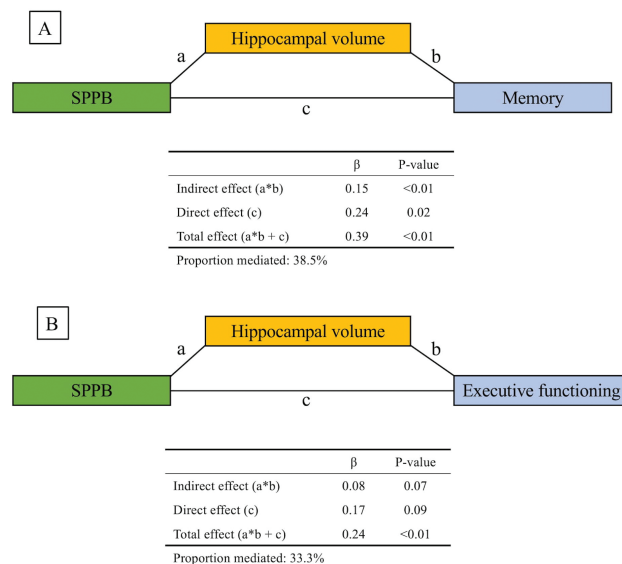 A
Hippocampal volume
a
b
SPPB
Memory
c
β P-value
Indirect effect (a*b) 0.15 <0.01
Direct effect (c) 0.24 0.02
Total effect (a*b + c) 0.39 <0.01
Proportion mediated: 38.5%
B
Hippocampal volume
a
b
SPPB
Executive functioning
c
β P-value
Indirect effect (a*b) 0.08 0.07
Direct effect (c) 0.17 0.09
Total effect (a*b + c) 0.24 <0.01
Proportion mediated: 33.3%